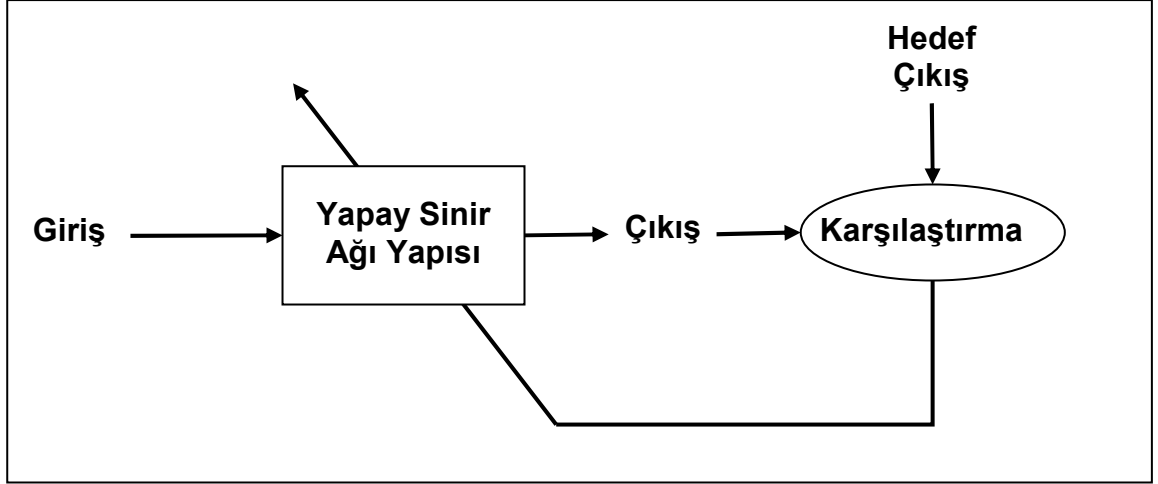 Hedef
Çıkış
Giriş
Yapay Sinir
Ağı Yapısı
Çıkış
Karşılaştırma